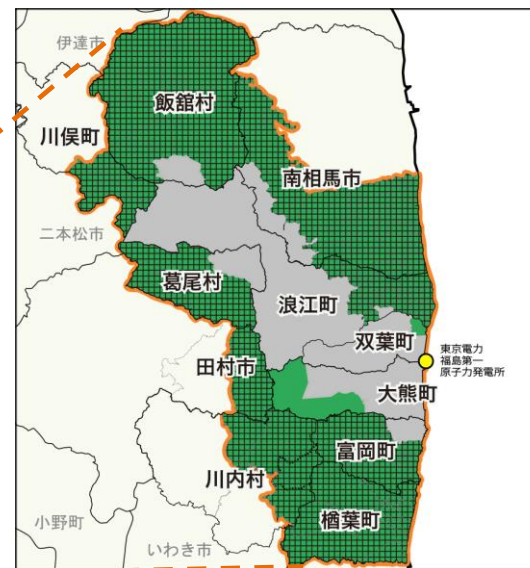 伊達市
飯舘村
川俣町
南相馬市
二本松市
葛尾村
浪江町
双葉町
東京電力
福島第一
原子力発電所
田村市
大熊町
富岡町
川内村
楢葉町
小野町
いわき市